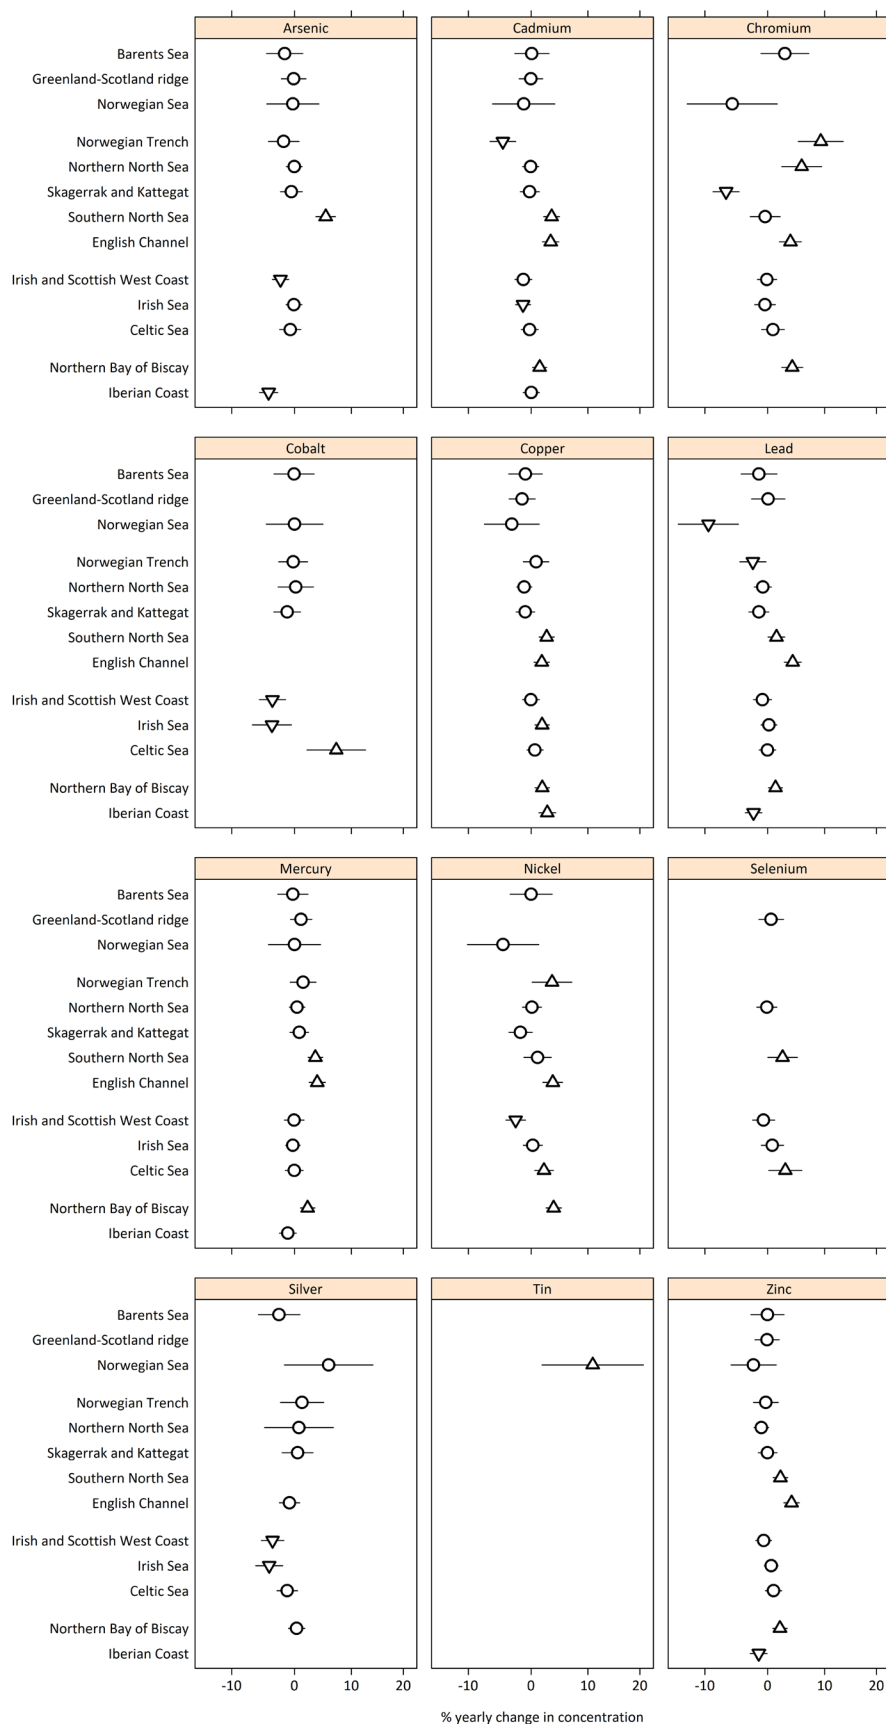 Arsenic Cadmium Chromium
Barents Sea
Greenland-Scotland ridge
Norwegian Sea
Norwegian Trench
Northern North Sea
Skagerrak and Kattegat
Southern North Sea
English Channel
Irish and Scottish West Coast
Irish Sea
Celtic Sea
Northern Bay of Biscay
Iberian Coast
Cobalt Copper Lead
Barents Sea
Greenland-Scotland ridge
Norwegian Sea
Norwegian Trench
Northern North Sea
Skagerrak and Kattegat
Southern North Sea
English Channel
Irish and Scottish West Coast
Irish Sea
Celtic Sea
Northern Bay of Biscay
Iberian Coast
Mercury Nickel Selenium
Barents Sea
Greenland-Scotland ridge
Norwegian Sea
Norwegian Trench
Northern North Sea
Skagerrak and Kattegat
Southern North Sea
English Channel
Irish and Scottish West Coast
Irish Sea
Celtic Sea
Northern Bay of Biscay
Iberian Coast
Silver Tin Zinc
Barents Sea
Greenland-Scotland ridge
Norwegian Sea
Norwegian Trench
Northern North Sea
Skagerrak and Kattegat
Southern North Sea
English Channel
Irish and Scottish West Coast
Irish Sea
Celtic Sea
Northern Bay of Biscay
Iberian Coast
-10 0 10 20 -10 0 10 20 -10 0 10 20
% yearly change in concentration